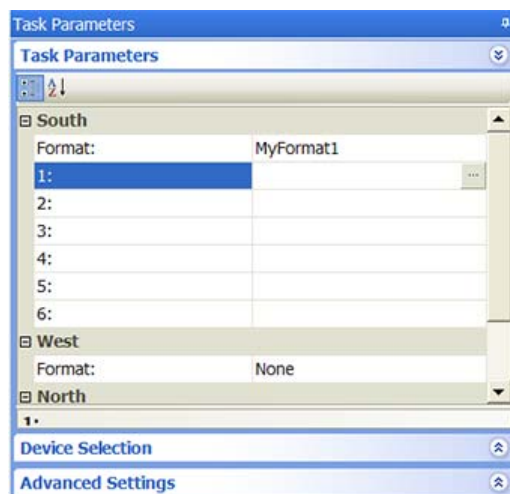 Task Parameters
Task Parameters
A Z
South
Format: MyFormat1
1: ...
2:
3:
4:
5:
6:
West
Format: None
North
1:
Device Selection
Advanced Settings